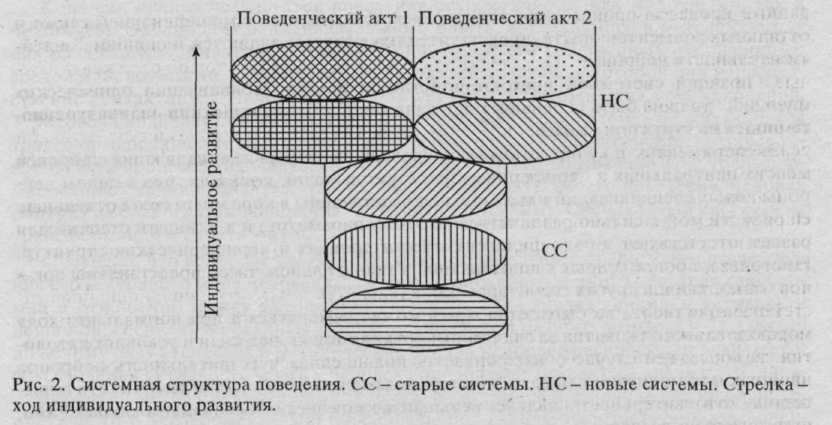 Поведенческий акт 1 Поведенческий акт 2
НС
Индивидуальное развитие
СС
Рис. 2. Системная структура поведения. СС – старые системы. НС – новые системы. Стрелка –
ход индивидуального развития.